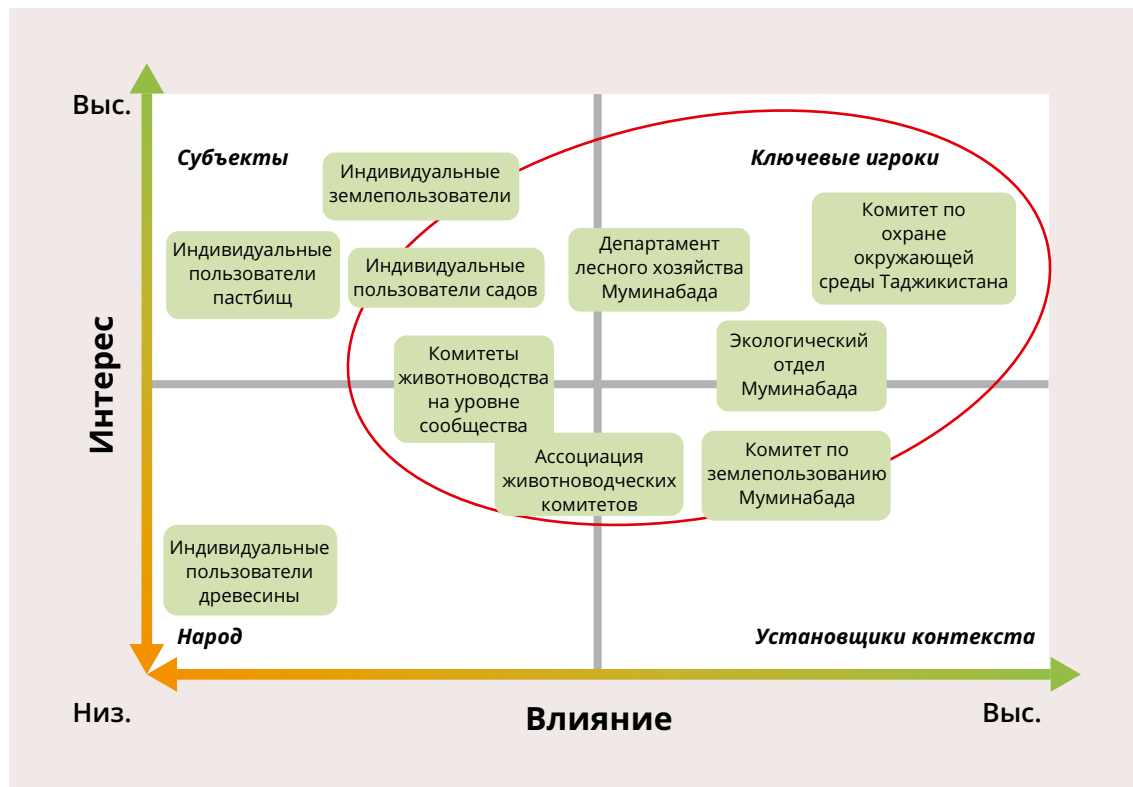 Выс.
Субъекты
Ключевые игроки
Индивидуальные
землепользователи
Комитет по
охране
окружающей
среды Таджикистана
Индивидуальные
пользователи
пастбищ
Индивидуальные
пользователи садов
Департамент
лесного хозяйства
Муминабада
Экологический
отдел
Муминабада
Комитеты
животноводства
на уровне
сообщества
Интерес
Ассоциация
животноводческих
комитетов
Комитет по
землепользованию
Муминабада
Индивидуальные
пользователи
древесины
Народ
Установщики контекста
Низ.
Влияние
Выс.